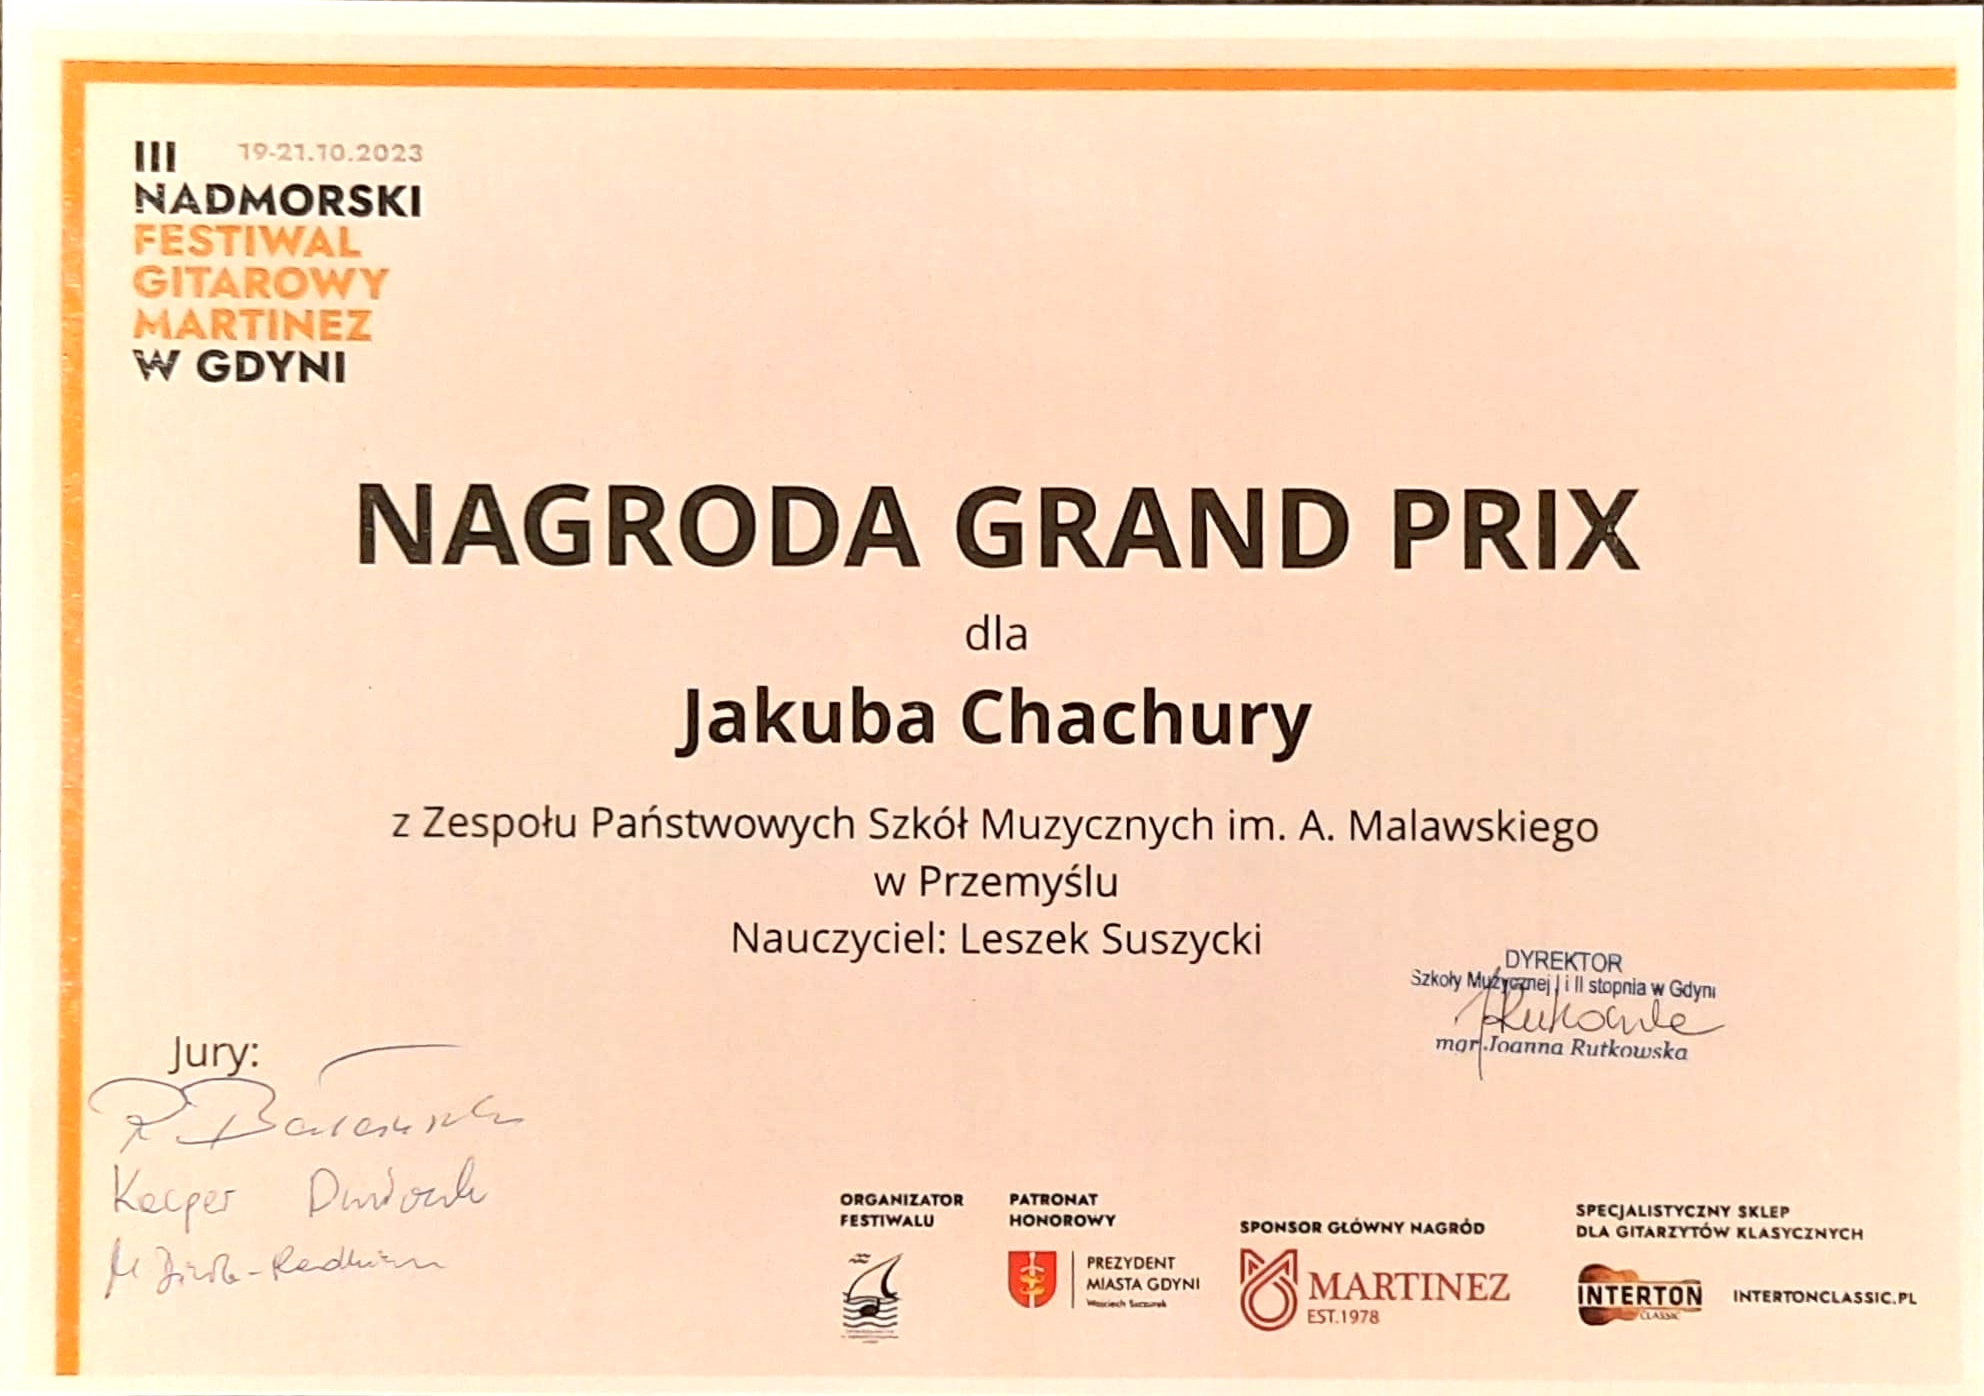 III 19-21.10.2023
NADMORSKI
FESTIWAL
GITAROWY
MARTINEZ
W GDYNI
NAGRODA GRAND PRIX
dla
Jakuba Chachury
z Zespołu Państwowych Szkół Muzycznych im. A. Malawskiego
w Przemyślu
Nauczyciel: Leszek Suszycki
DYREKTOR
Szkoły Muzycznej I i II stopnia w Gdyni
mgr Joanna Rutkowska
Jury:
Kacper
ORGANIZATOR
FESTIWALU
PATRONAT
HONOROWY
PREZYDENT
MIASTA GDYNI
Wojciech Szczurek
SPONSOR GŁÓWNY NAGRÓD
MARTINEZ
EST.1978
SPECJALISTYCZNY SKLEP
DLA GITARZYTÓW KLASYCZNYCH
INTERTON
CLASSIC
INTERTONCLASSIC.PL